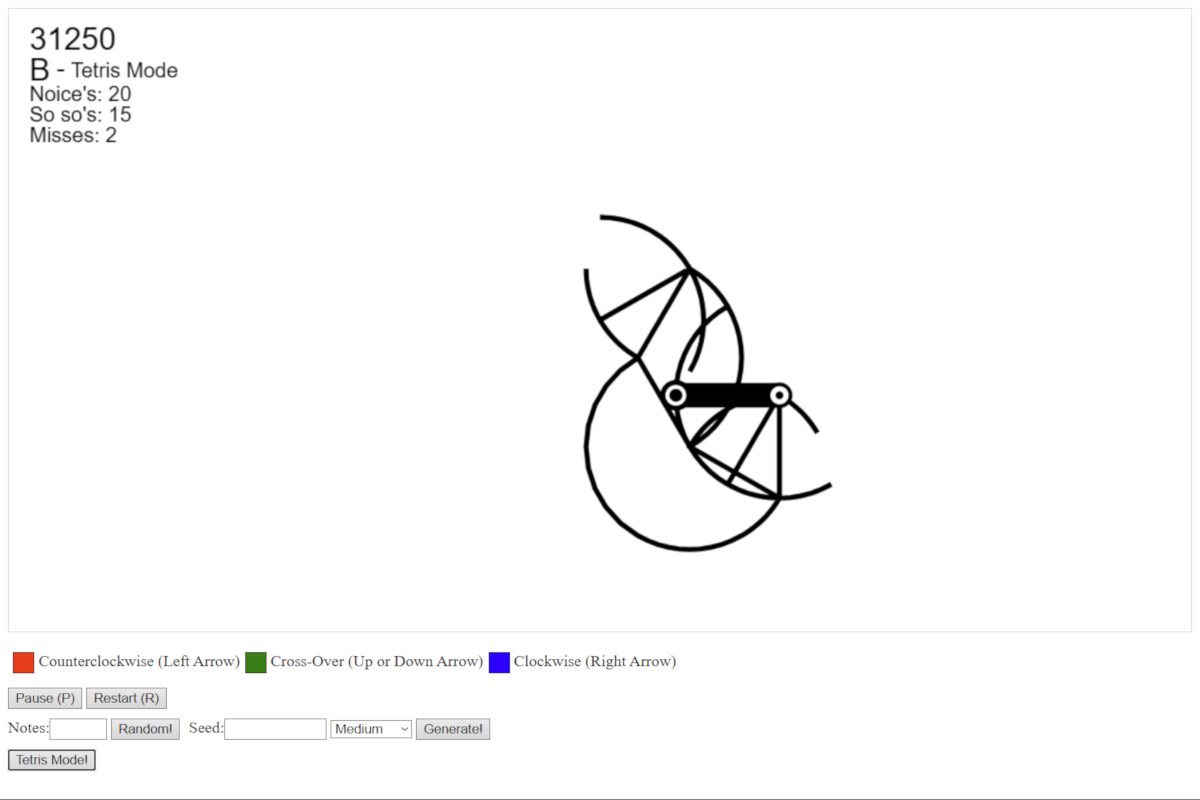 31250
B - Tetris Mode
Noice's: 20
So so's: 15
Misses: 2
Counterclockwise (Left Arrow) Cross-Over (Up or Down Arrow) Clockwise (Right Arrow)
Pause (P) Restart (R)
Notes: Random! Seed: Medium Generate!
Tetris Mode!